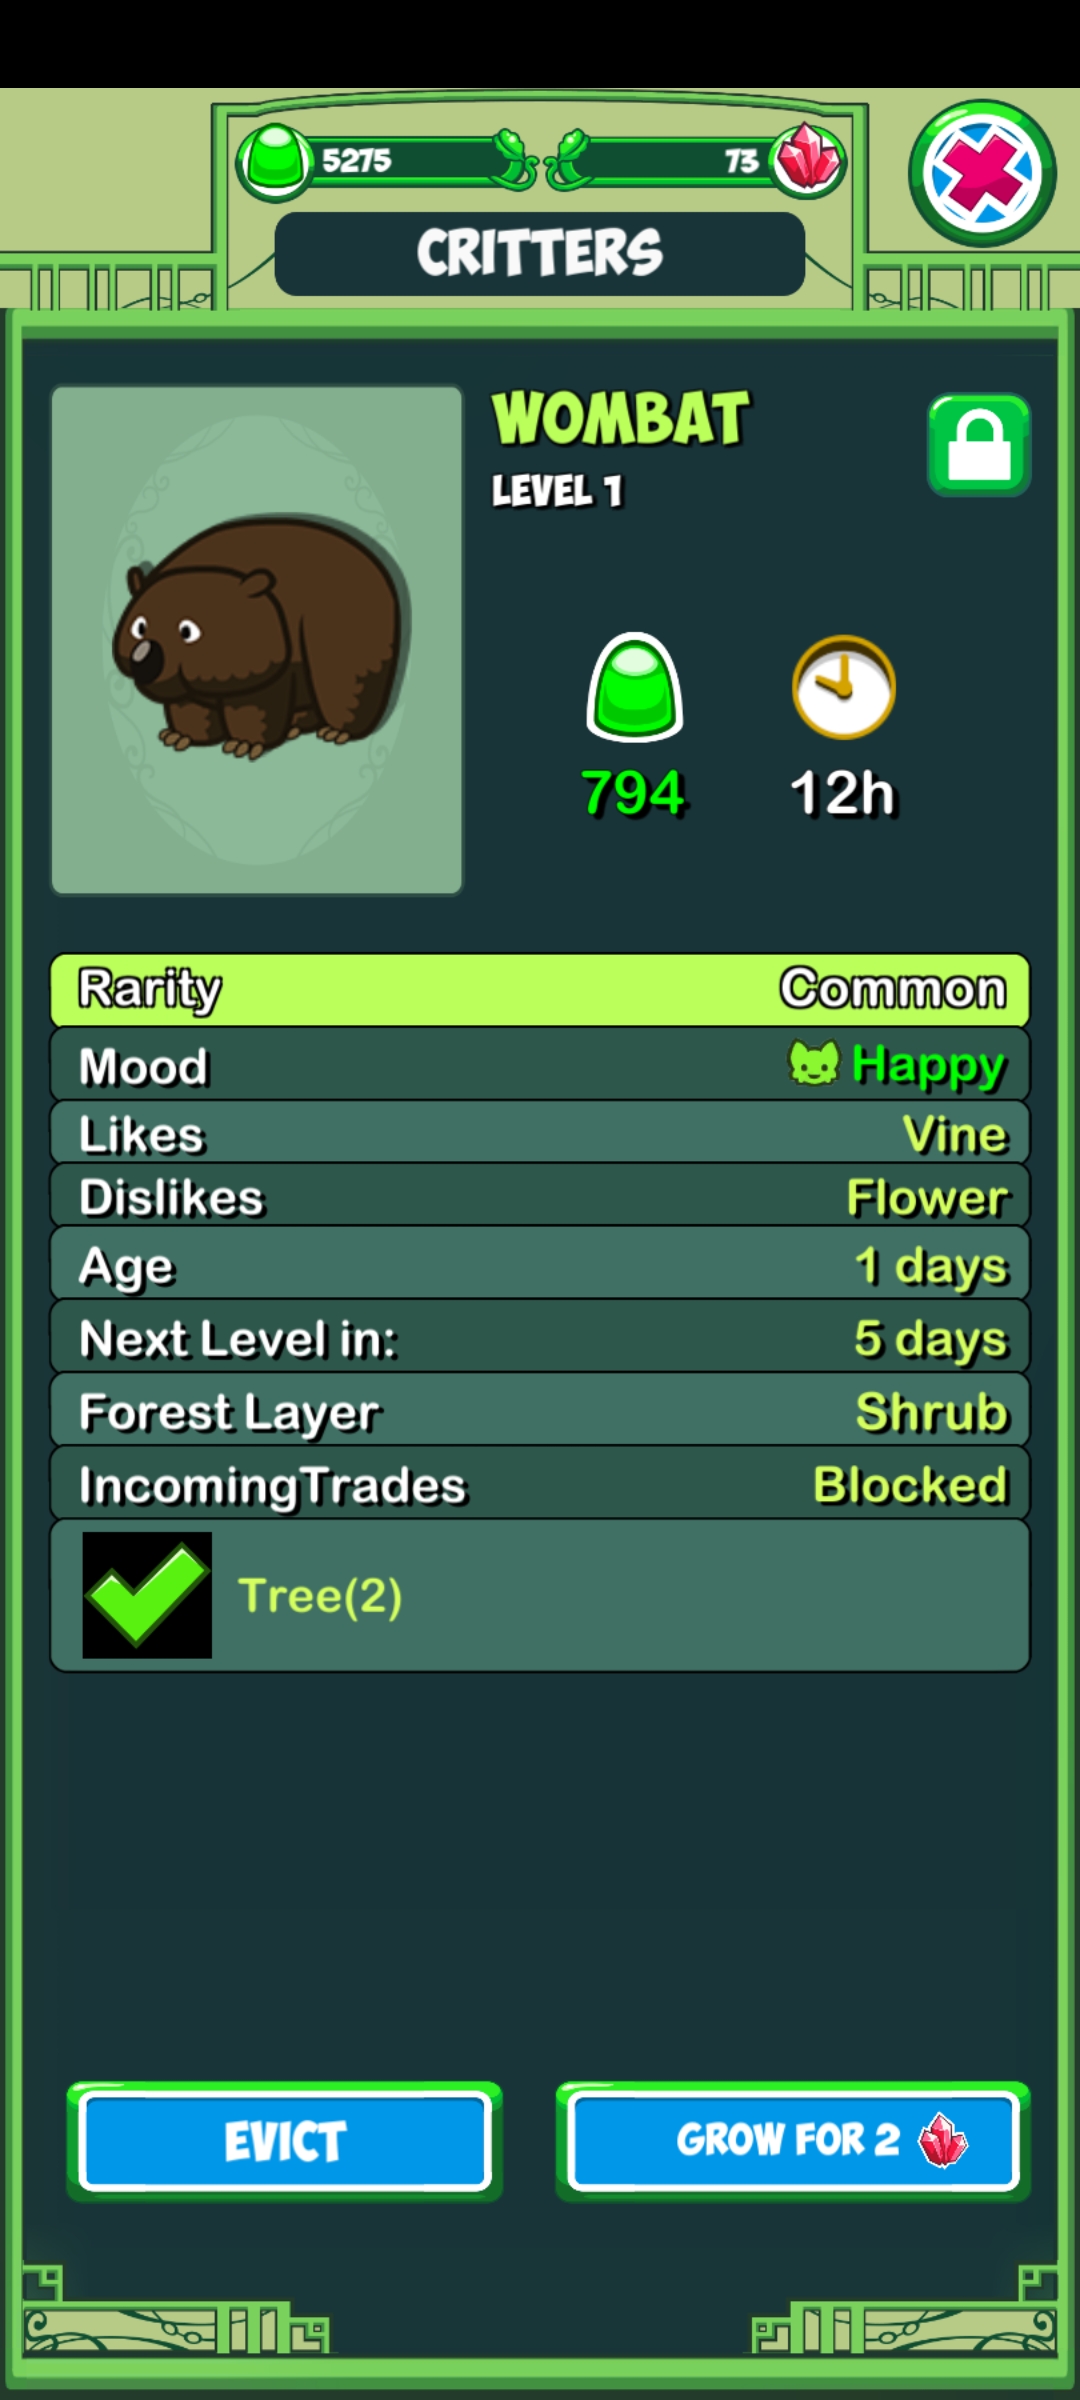 5275
73
CRITTERS
WOMBAT
LEVEL 1
794
12h
Rarity Common
Mood Happy
Likes Vine
Dislikes Flower
Age 1 days
Next Level in: 5 days
Forest Layer Shrub
IncomingTrades Blocked
Tree(2)
EVICT
GROW FOR 2